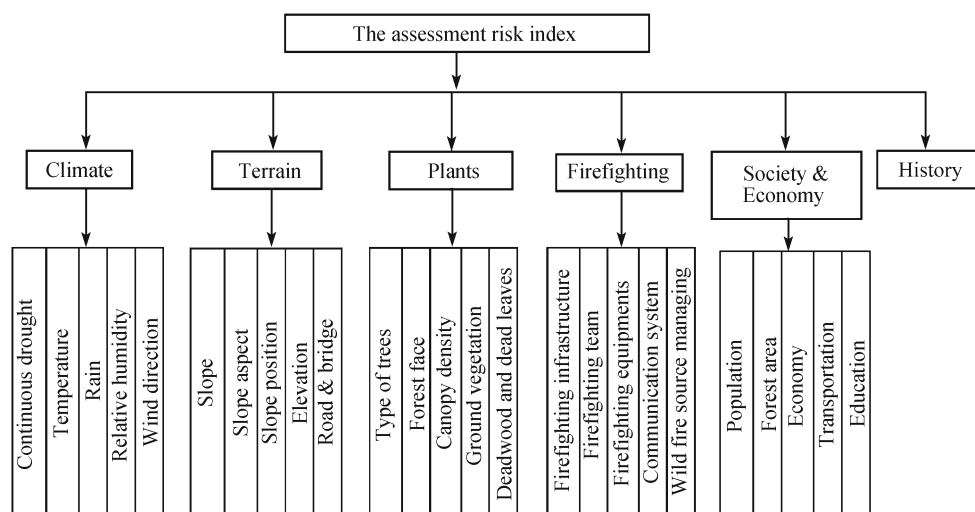 The assessment risk index
Climate
Terrain
Plants
Firefighting
Society &
Economy
History
Continuous drought
Temperature
Rain
Relative humidity
Wind direction
Slope
Slope aspect
Slope position
Elevation
Road & bridge
Type of trees
Forest face
Canopy density
Ground vegetation
Deadwood and dead leaves
Firefighting infrastructure
Firefighting team
Firefighting equipments
Communication system
Wild fire source managing
Population
Forest area
Economy
Transportation
Education